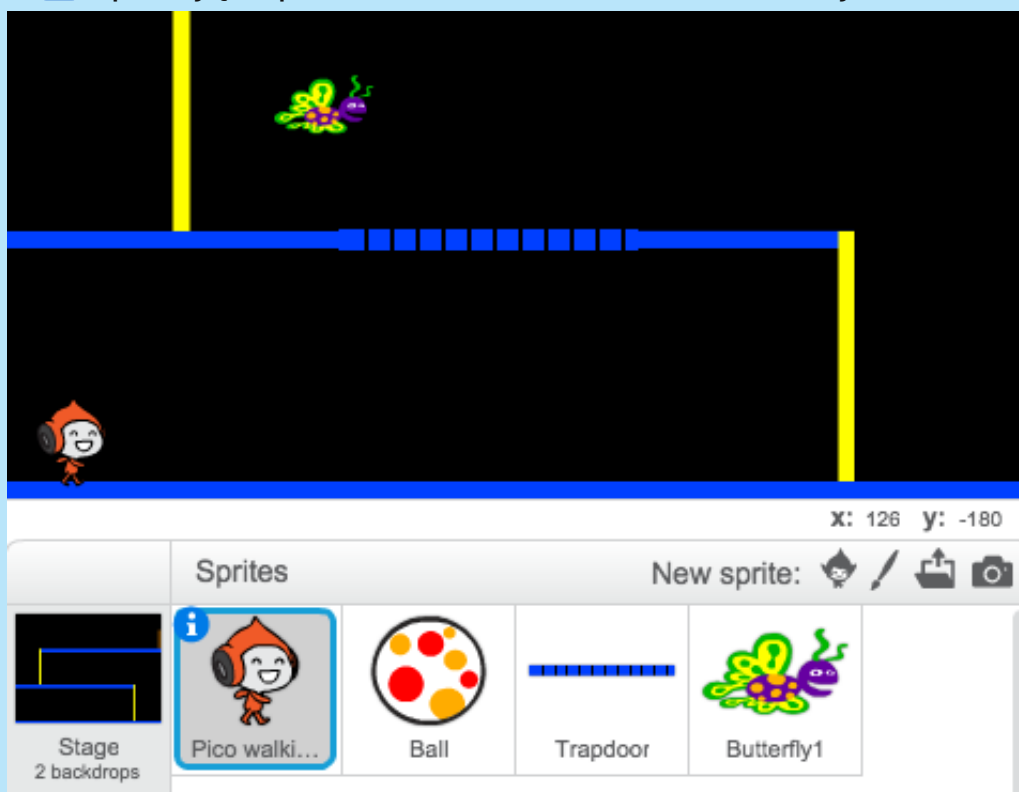 x: 126 y: -180
Sprites
New sprite:
Stage
2 backdrops
Pico walki...
Ball
Trapdoor
Butterfly1